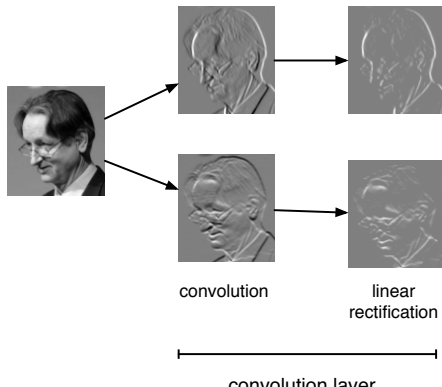 convolution
linear
rectification
convolution layer